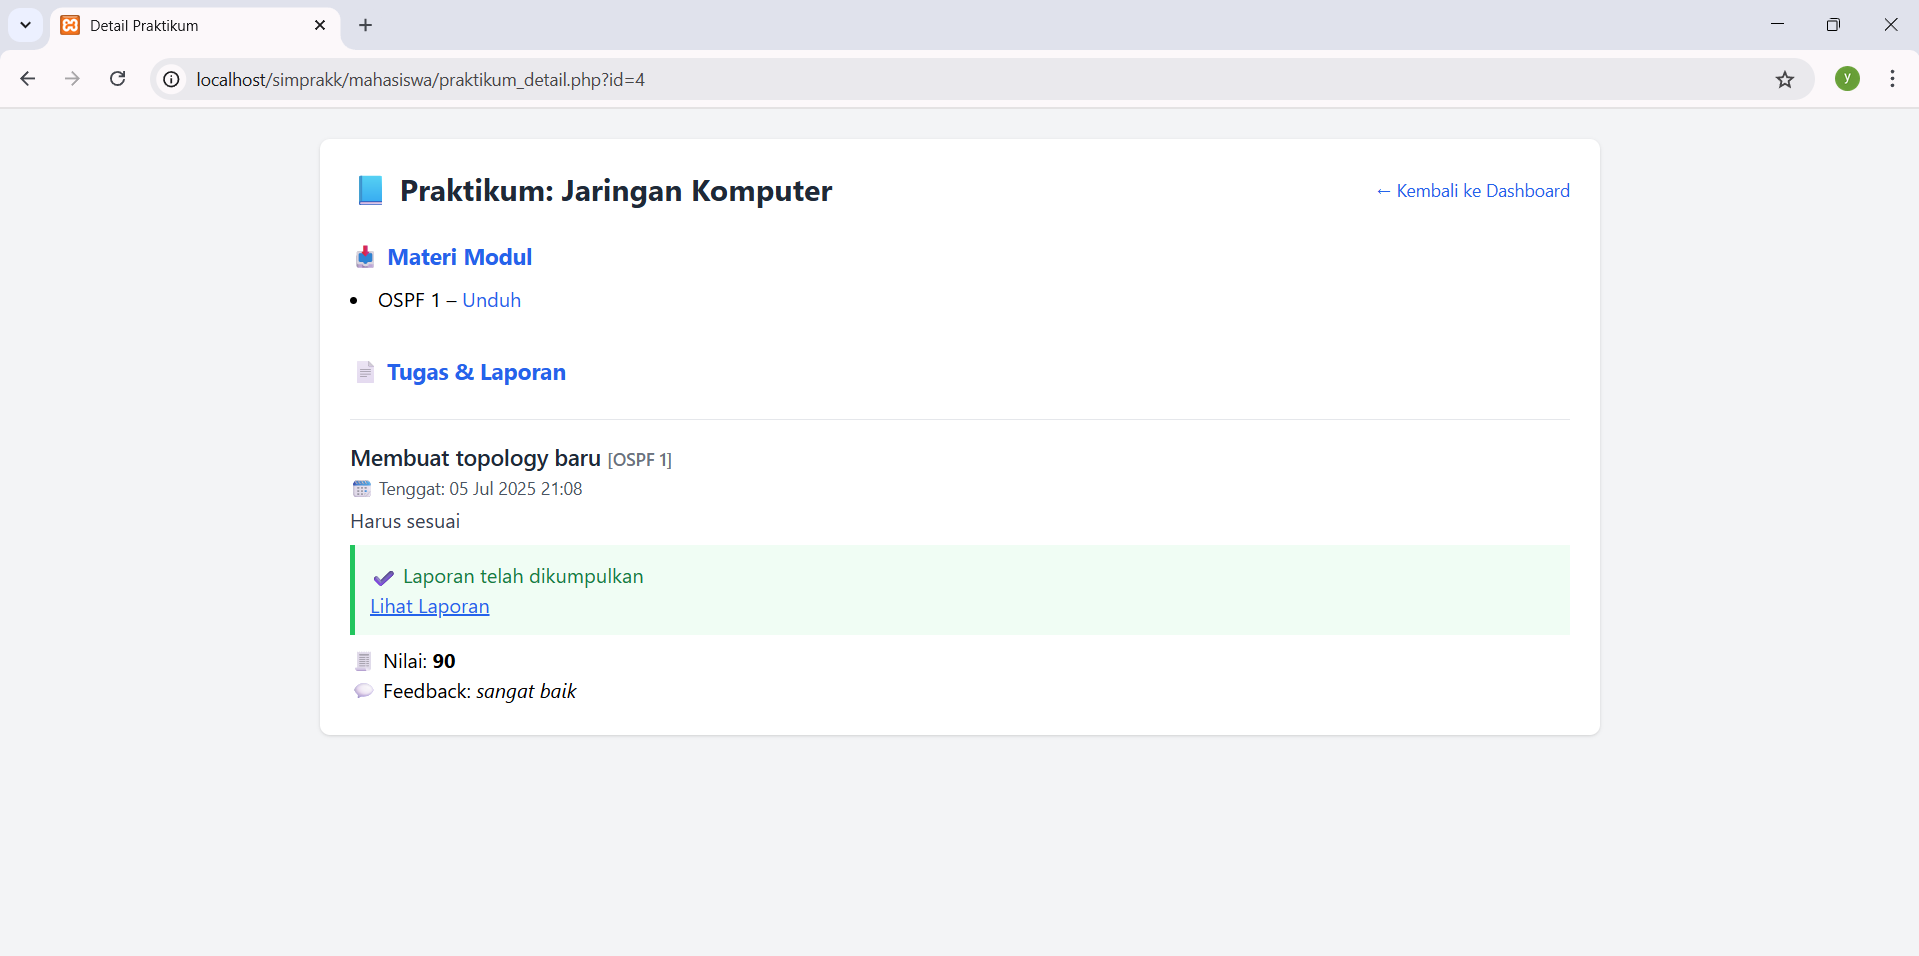 Detail Praktikum
localhost/simprakk/mahasiswa/praktikum_detail.php?id=4
y
Praktikum: Jaringan Komputer
← Kembali ke Dashboard
Materi Modul
• OSPF 1 – Unduh
Tugas & Laporan
Membuat topology baru [OSPF 1]
Tenggat: 05 Jul 2025 21:08
Harus sesuai
✔ Laporan telah dikumpulkan
Lihat Laporan
Nilai: 90
Feedback: sangat baik